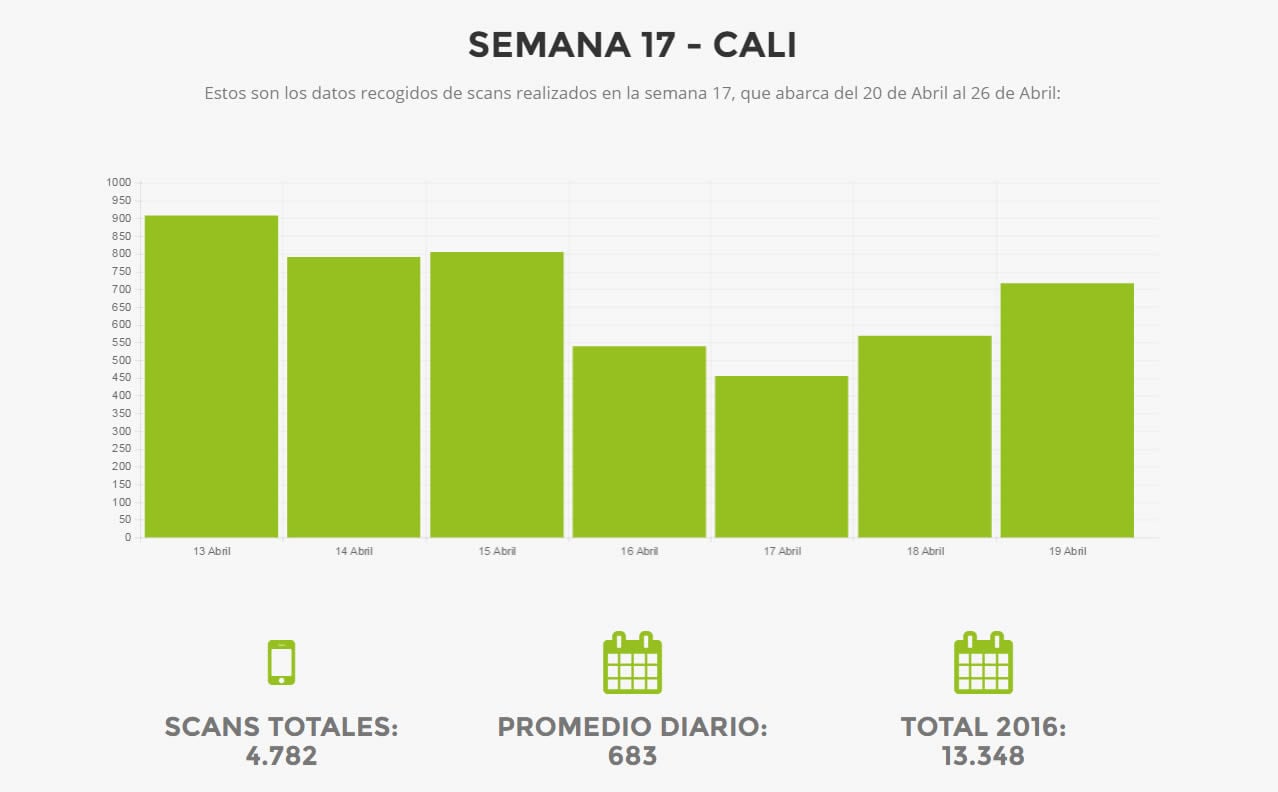 SEMANA 17 - CALI
Estos son los datos recogidos de scans realizados en la semana 17, que abarca del 20 de Abril al 26 de Abril:
1000
950
900
850
800
750
700
650
600
550
500
450
400
350
300
250
200
150
100
50
0
13 Abril
14 Abril
15 Abril
16 Abril
17 Abril
18 Abril
19 Abril
SCANS TOTALES:
4.782
PROMEDIO DIARIO:
683
TOTAL 2016:
13.348